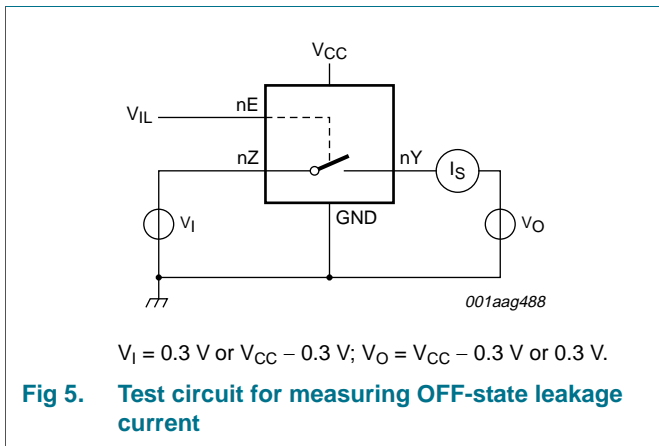 VCC
nE
VIL
nZ
nY
IS
VI
GND
VO
001aag488
VI = 0.3 V or VCC − 0.3 V; VO = VCC − 0.3 V or 0.3 V.
Fig 5. Test circuit for measuring OFF-state leakage
current